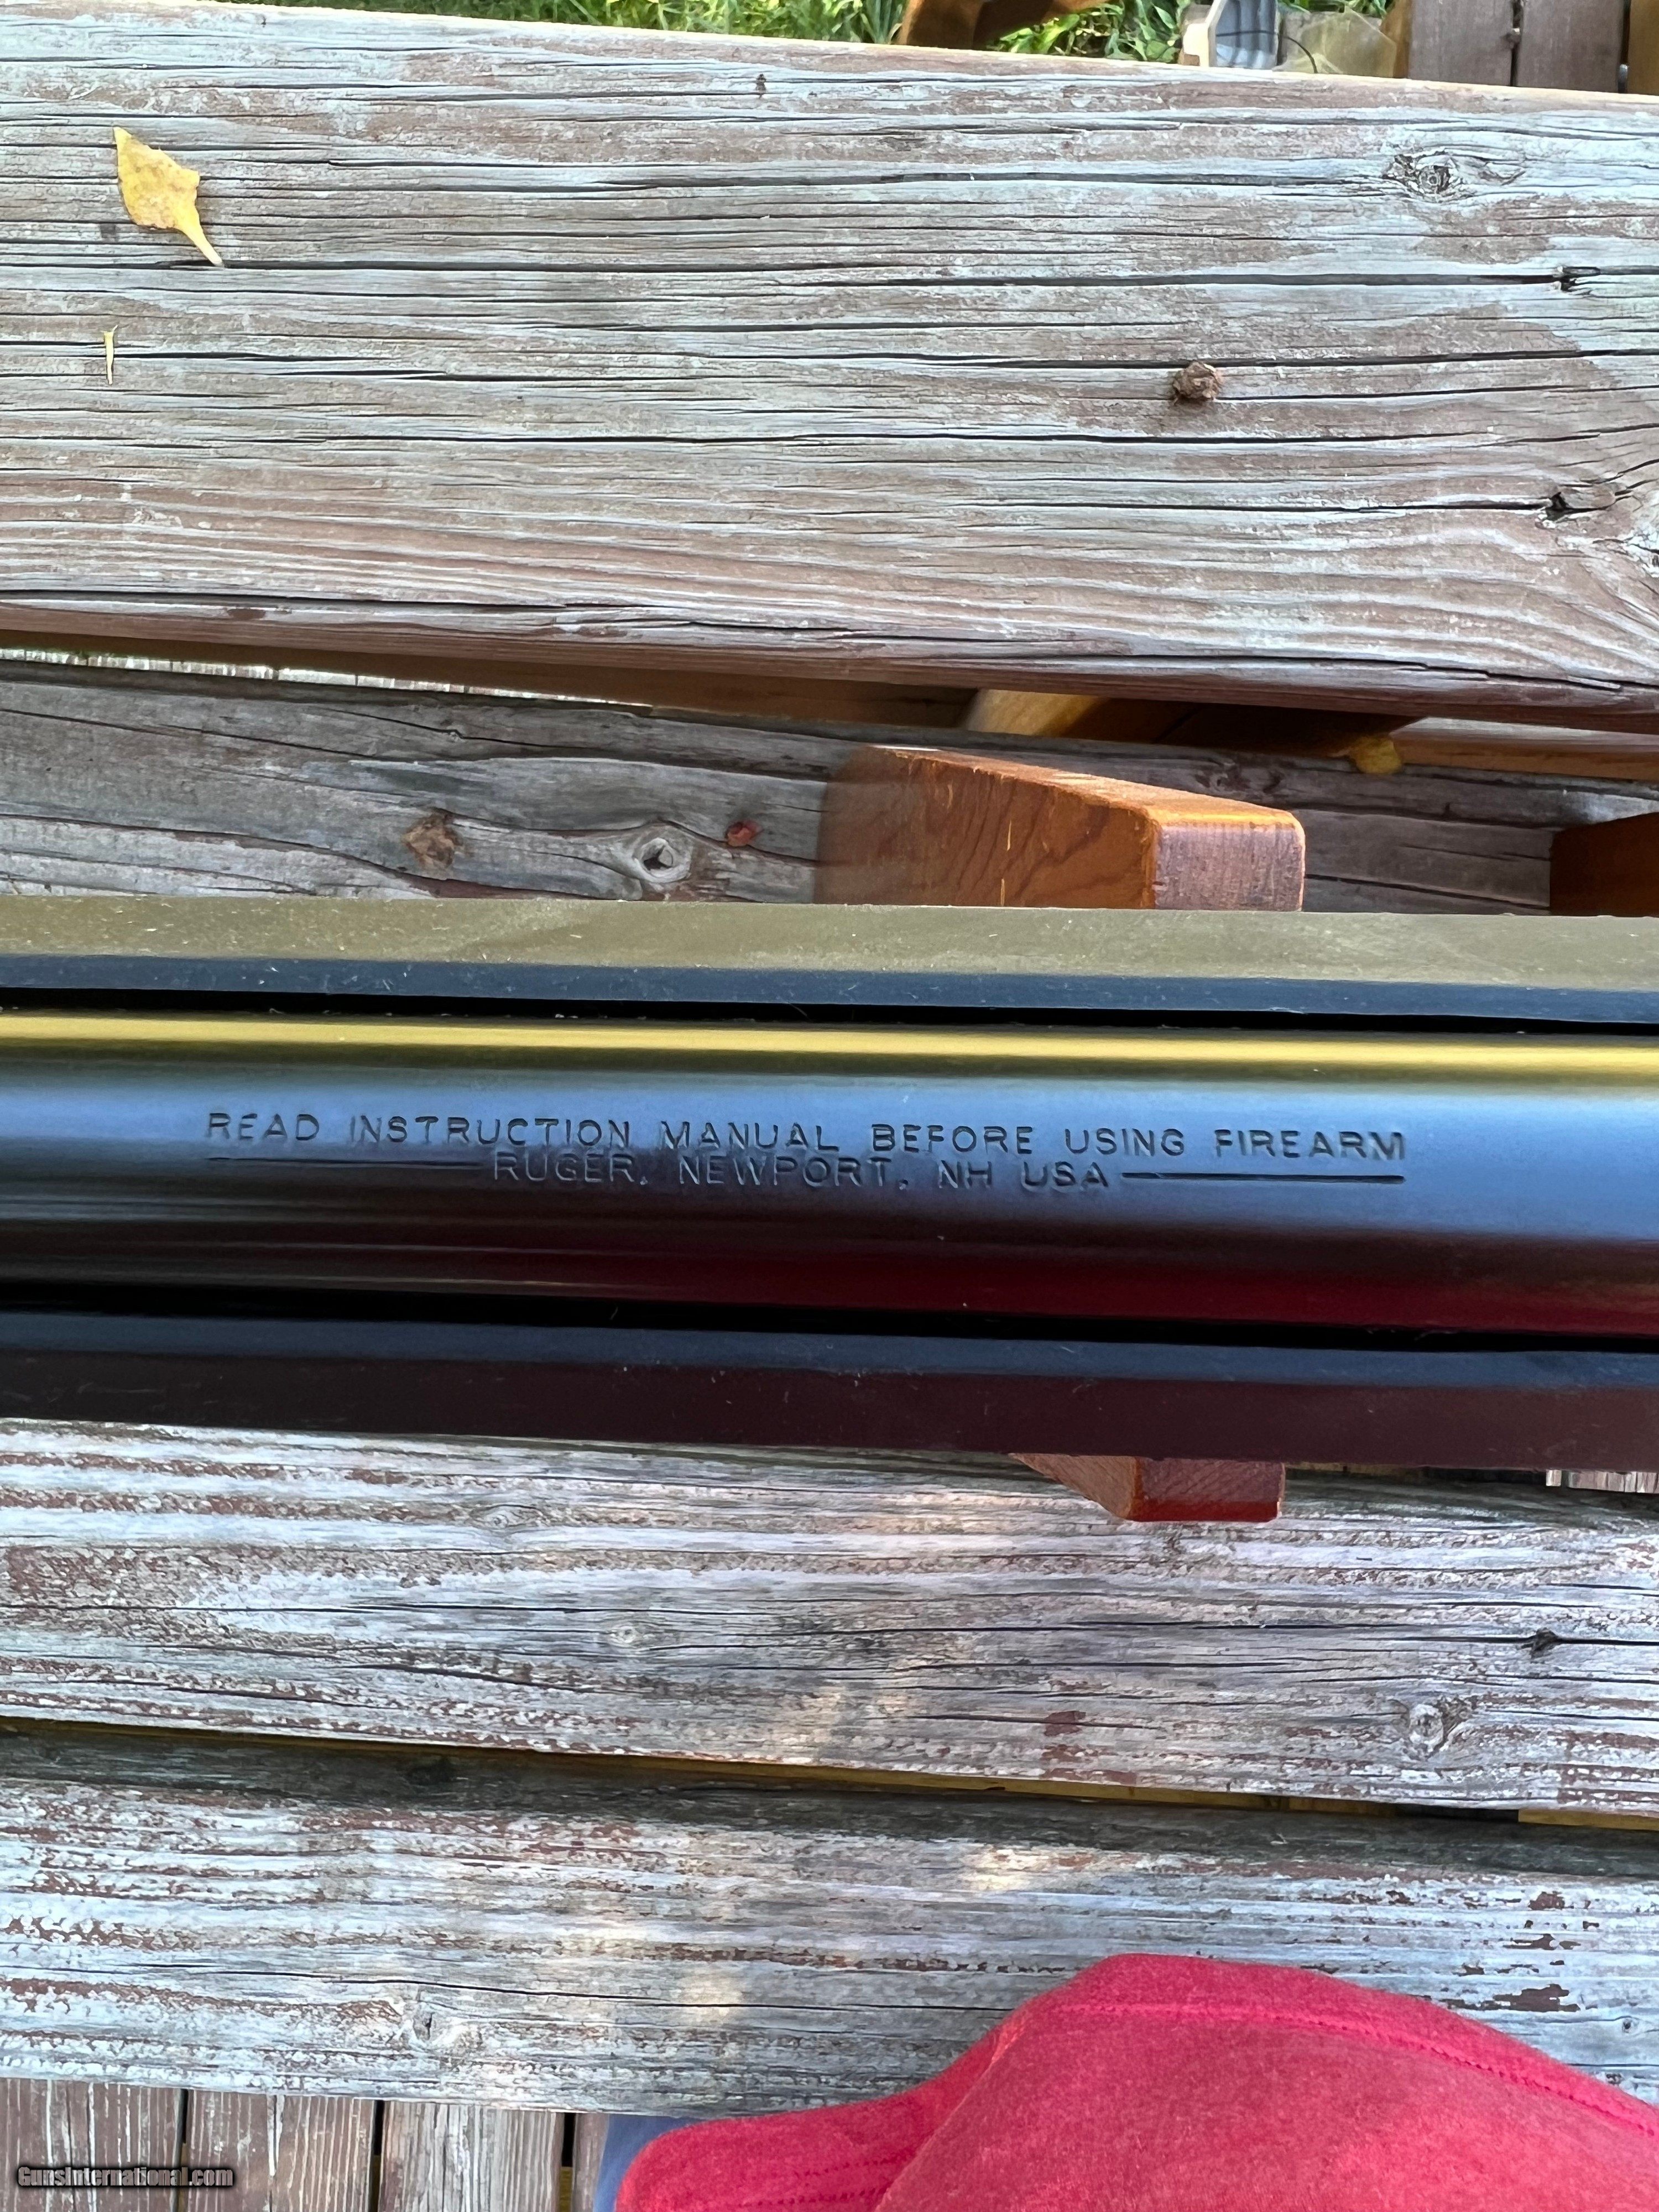 READ INSTRUCTION MANUAL BEFORE USING FIREARM
RUGER, NEWPORT, NH USA
GunsInternational.com